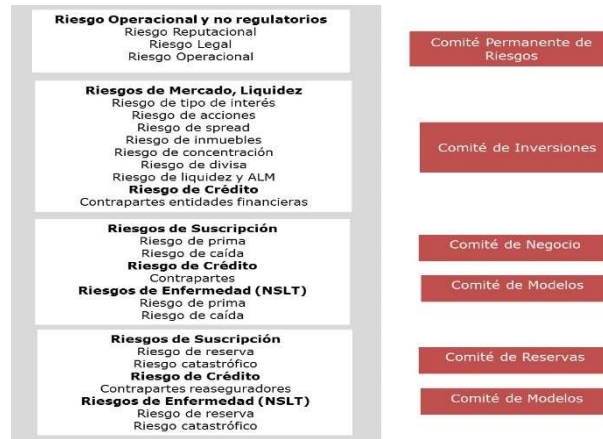 Riesgo Operacional y no regulatorios
Riesgo Reputacional
Riesgo Legal
Riesgo Operacional
Comité Permanente de
Riesgos
Riesgos de Mercado, Liquidez
Riesgo de tipo de interés
Riesgo de acciones
Riesgo de spread
Riesgo de inmuebles
Riesgo de concentración
Riesgo de divisa
Riesgo de liquidez y ALM
Riesgo de Crédito
Contrapartes entidades financieras
Comité de Inversiones
Riesgos de Suscripción
Riesgo de prima
Riesgo de caída
Riesgo de Crédito
Contrapartes
Riesgos de Enfermedad (NSLT)
Riesgo de prima
Riesgo de caída
Comité de Negocio
Comité de Modelos
Riesgos de Suscripción
Riesgo de reserva
Riesgo catastrófico
Riesgo de Crédito
Contrapartes reaseguradores
Riesgos de Enfermedad (NSLT)
Riesgo de reserva
Riesgo catastrófico
Comité de Reservas
Comité de Modelos